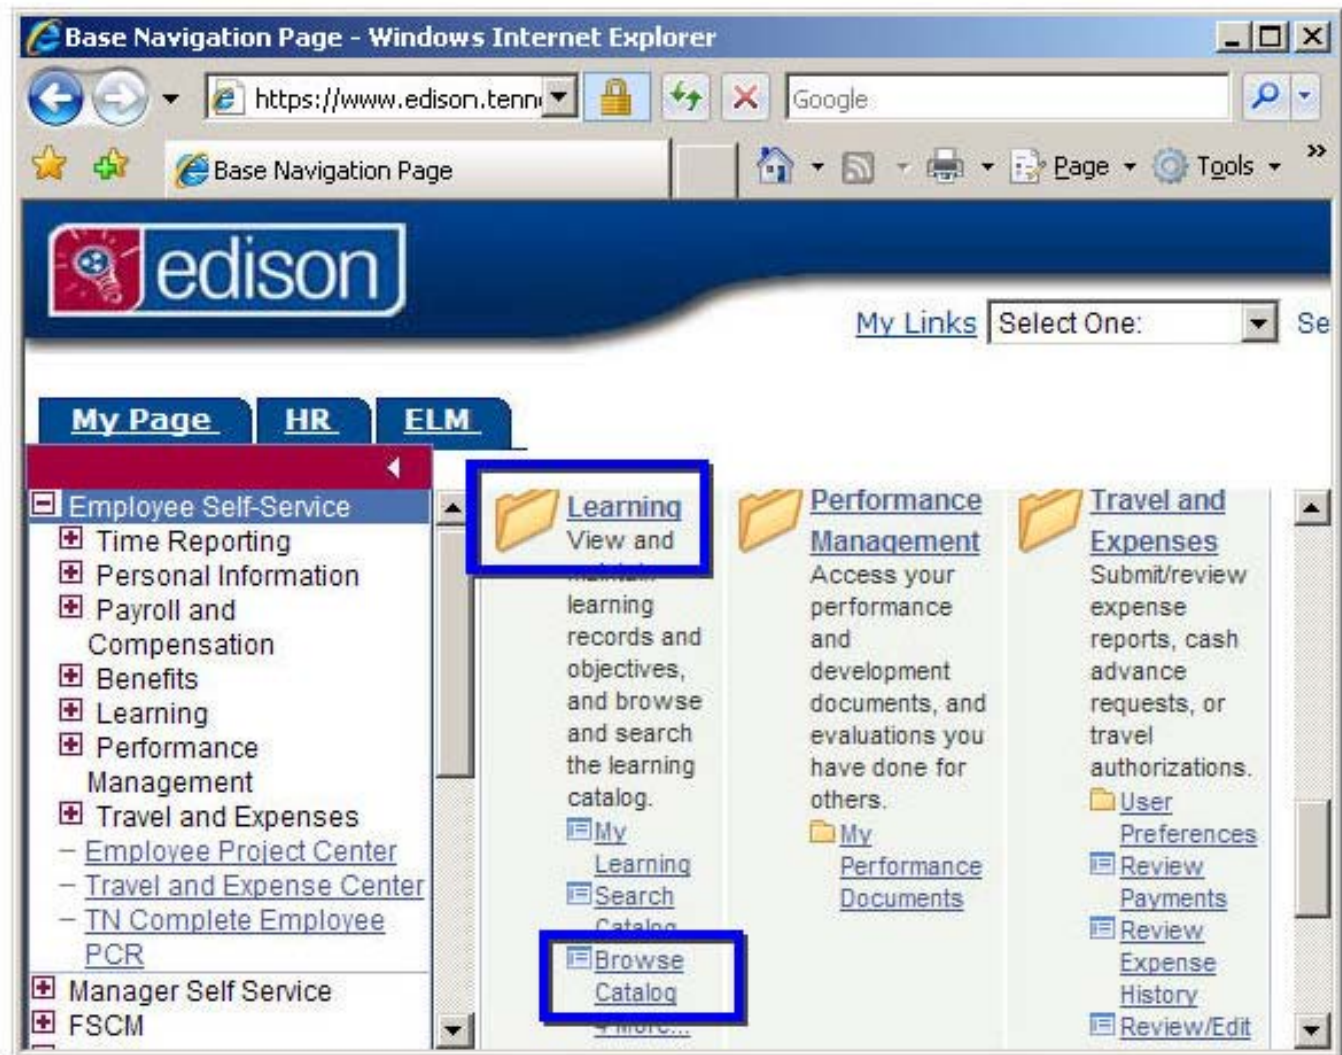 Base Navigation Page - Windows Internet Explorer
https://www.edison.tenn
Google
Base Navigation Page
Page
Tools
»
edison
My Links
Select One:
Se
My Page
HR
ELM
Employee Self-Service
Time Reporting
Personal Information
Payroll and
Compensation
Benefits
Learning
Performance
Management
Travel and Expenses
Employee Project Center
Travel and Expense Center
TN Complete Employee
PCR
Manager Self Service
FSCM
Learning
View and
maintain
learning
records and
objectives,
and browse
and search
the learning
catalog.
My
Learning
Search
Catalog
Browse
Catalog
4 More...
Performance
Management
Access your
performance
and
development
documents, and
evaluations you
have done for
others.
My
Performance
Documents
Travel and
Expenses
Submit/review
expense
reports, cash
advance
requests, or
travel
authorizations.
User
Preferences
Review
Payments
Review
Expense
History
Review/Edit